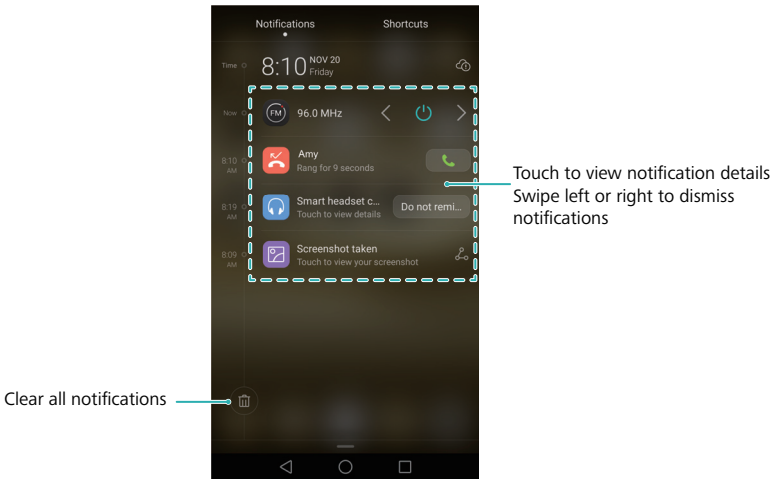 Notifications
Shortcuts
Time
8:10
NOV 20
Friday
Now
FM
96.0 MHz
8:10
AM
Amy
Rang for 9 seconds
Touch to view notification details
Swipe left or right to dismiss
notifications
8:19
AM
Smart headset c...
Touch to view details
Do not remi...
8:09
AM
Screenshot taken
Touch to view your screenshot
Clear all notifications